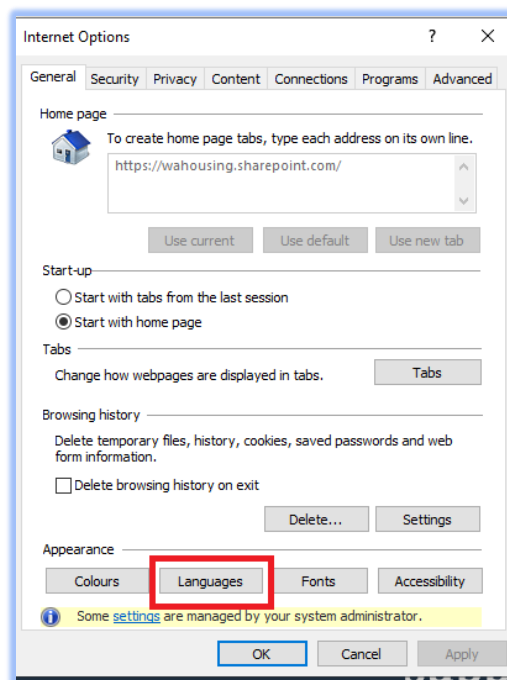 Internet Options
General Security Privacy Content Connections Programs Advanced
Home page
To create home page tabs, type each address on its own line.
https://wahousing.sharepoint.com/
Use current Use default Use new tab
Start-up
Start with tabs from the last session
Start with home page
Tabs
Change how webpages are displayed in tabs. Tabs
Browsing history
Delete temporary files, history, cookies, saved passwords and web
form information.
Delete browsing history on exit
Delete... Settings
Appearance
Colours Languages Fonts Accessibility
Some settings are managed by your system administrator.
OK Cancel Apply